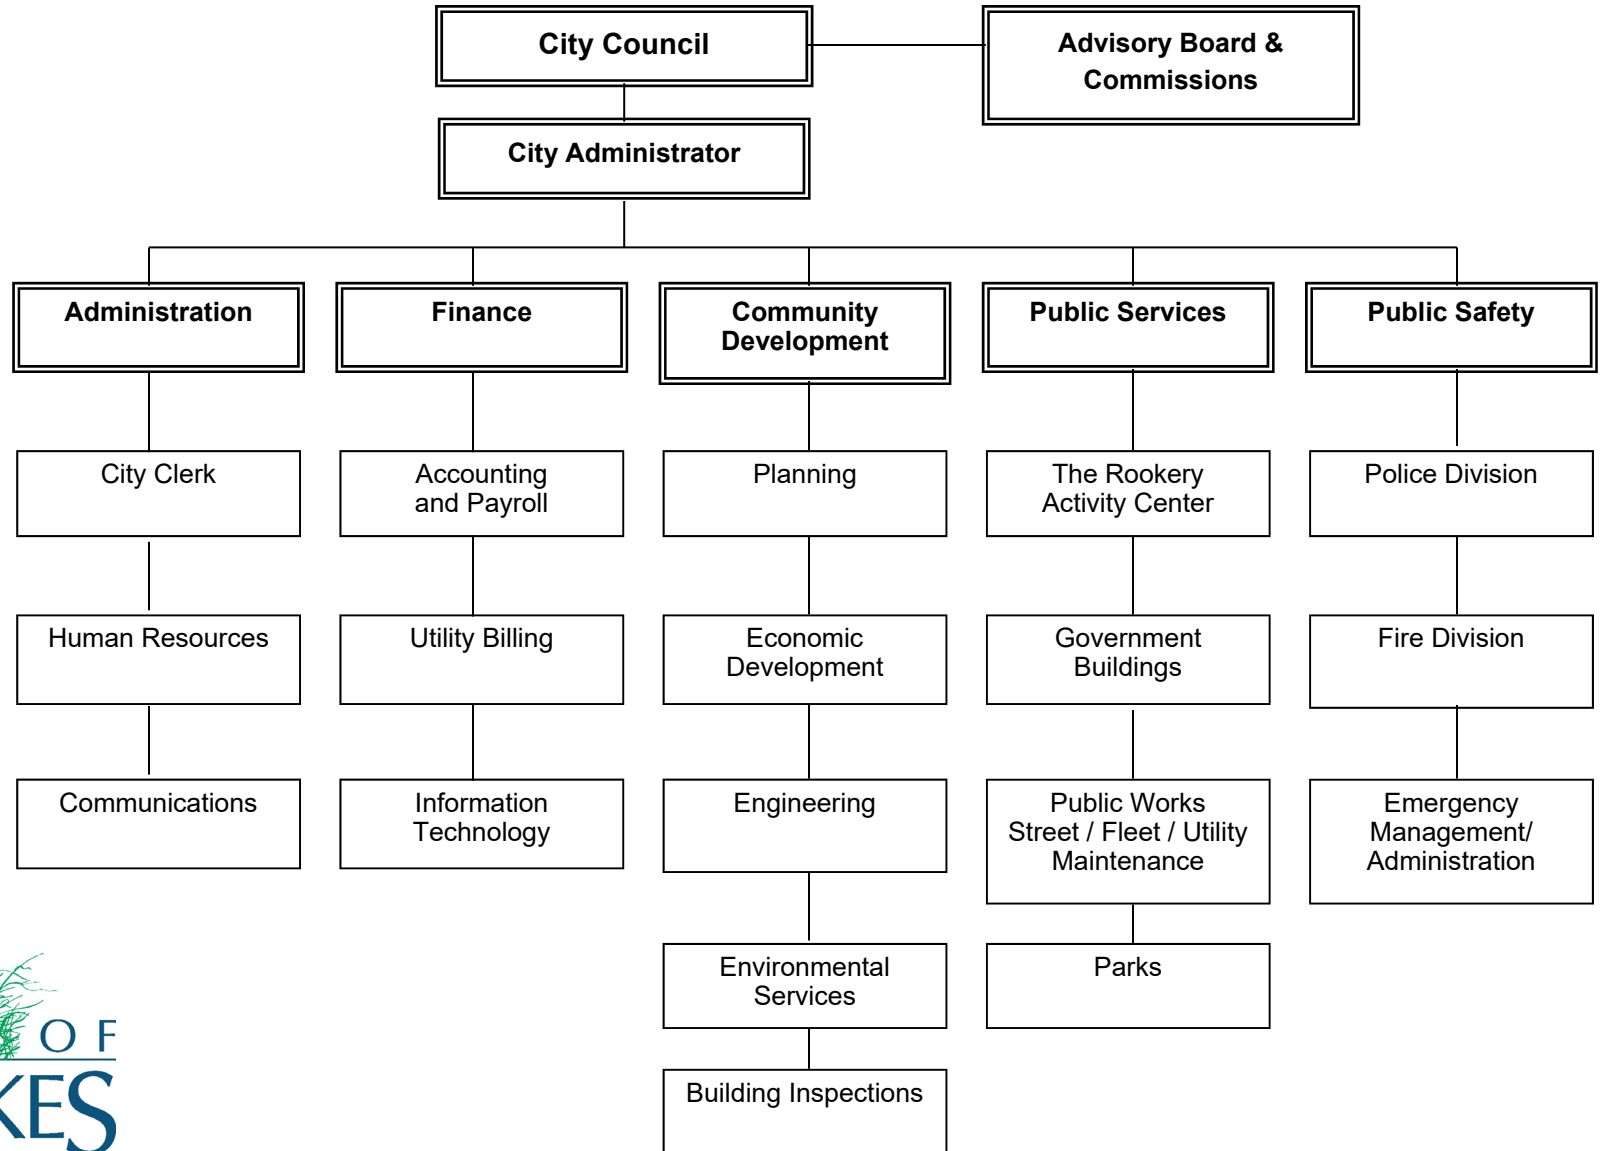 City Council
Advisory Board &
Commissions
City Administrator
Administration
Finance
Community
Development
Public Services
Public Safety
City Clerk
Accounting
and Payroll
Planning
The Rookery
Activity Center
Police Division
Human Resources
Utility Billing
Economic
Development
Government
Buildings
Fire Division
Communications
Information
Technology
Engineering
Public Works
Street / Fleet / Utility
Maintenance
Emergency
Management/
Administration
Environmental
Services
Parks
Building Inspections
OF
KES